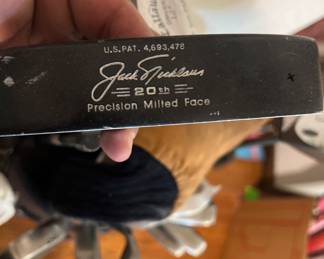 U.S. PAT. 4,693,478
Jack Nicklaus
20th
Precision Milled Face